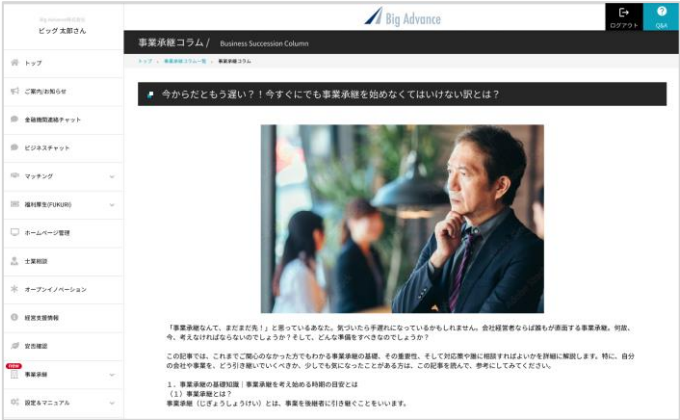 Big Advance株式会社
ビッグ 太郎さん
トップ
ご案内/お知らせ
金融機関連絡チャット
ビジネスチャット
マッチング
福利厚生(FUKURI)
ホームページ管理
士業相談
オープンイノベーション
経営支援情報
安否確認
NEW
事業承継
設定&マニュアル
Big Advance
ログアウト
?
Q&A
事業承継コラム / Business Succession Column
トップ 事業承継コラム一覧 事業承継コラム
今からだともう遅い?!今すぐにでも事業承継を始めなくてはいけない訳とは?
「事業承継なんて、まだまだ先!」と思っているあなた。気づいたら手遅れになっているかもしれません。会社経営者ならば誰もが直面する事業承継。何故、
今、考えなければならないのでしょうか?そして、どんな準備をすべきなのでしょうか?
この記事では、これまでご関心のなかった方でもわかる事業承継の基礎、その重要性、そして対応策や誰に相談すればよいかを詳細に解説します。特に、自分
の会社や事業を、どう引き継いでいくべきか、少しでも気になったことがある方は、この記事を読んで、参考にしてみてください。
1.事業承継の基礎知識|事業承継を考え始める時期の目安とは
(1)事業承継とは?
事業承継(じぎょうしょうけい)とは、事業を後継者に引き継ぐことをいいます。